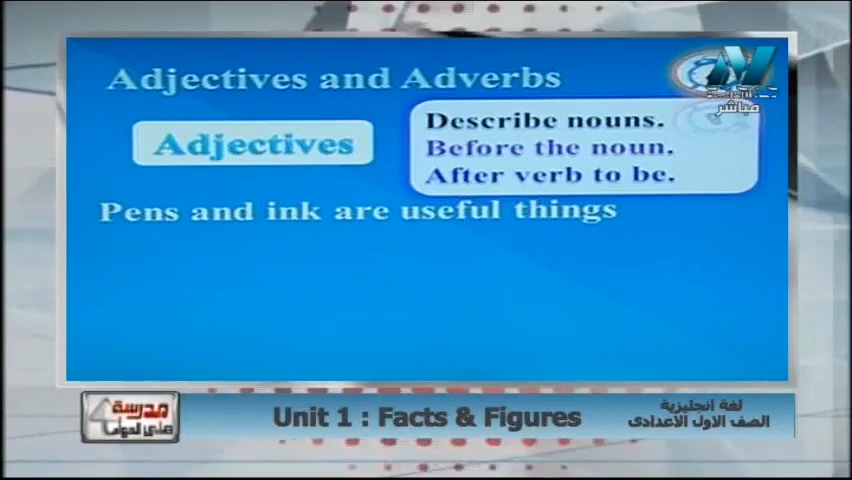 Adjectives and Adverbs
مباشر
Adjectives
Describe nouns.
Before the noun.
After verb to be.
Pens and ink are useful things
مدرسة
على الهواء
Unit 1 : Facts & Figures
لغة انجليزية
الصف الاول الاعدادى